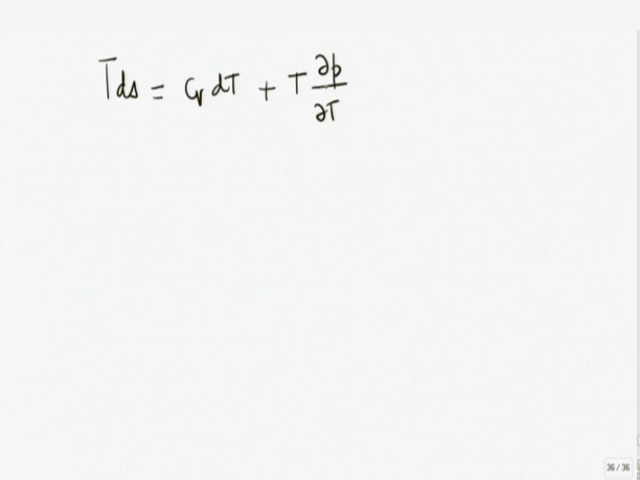 Tds = Cv dT + T ∂p/∂T
36 / 36